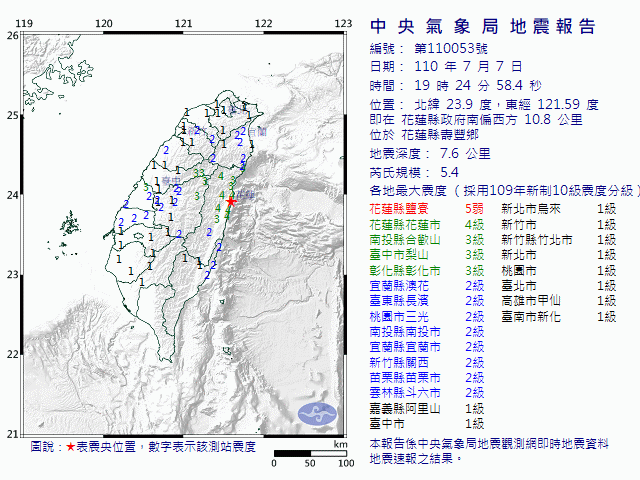 中央氣象局地震報告
編號： 第110053號
日期： 110 年 7 月 7 日
時間： 19 時 24 分 58.4 秒
位置： 北緯 23.9 度，東經 121.59 度
即在 花蓮縣政府南偏西方 10.8 公里
位於 花蓮縣壽豐鄉
地震深度： 7.6 公里
芮氏規模： 5.4
各地最大震度（採用109年新制10級震度分級）
花蓮縣鹽寮 5弱 新北市烏來 1級
花蓮縣花蓮市 4級 新竹市 1級
南投縣合歡山 3級 新竹縣竹北市 1級
臺中市梨山 3級 新北市 1級
彰化縣彰化市 3級 桃園市 1級
宜蘭縣澳花 2級 臺北市 1級
臺東縣長濱 2級 高雄市甲仙 1級
桃園市三光 2級 臺南市新化 1級
南投縣南投市 2級
宜蘭縣宜蘭市 2級
新竹縣關西 2級
苗栗縣苗栗市 2級
雲林縣斗六市 2級
嘉義縣阿里山 1級
臺中市 1級
本報告係中央氣象局地震觀測網即時地震資料
地震速報之結果。
119 120 121 122 123
26
25
24
23
22
21
宜蘭
臺中
圖說：★表震央位置，數字表示該測站震度
km
0 50 100